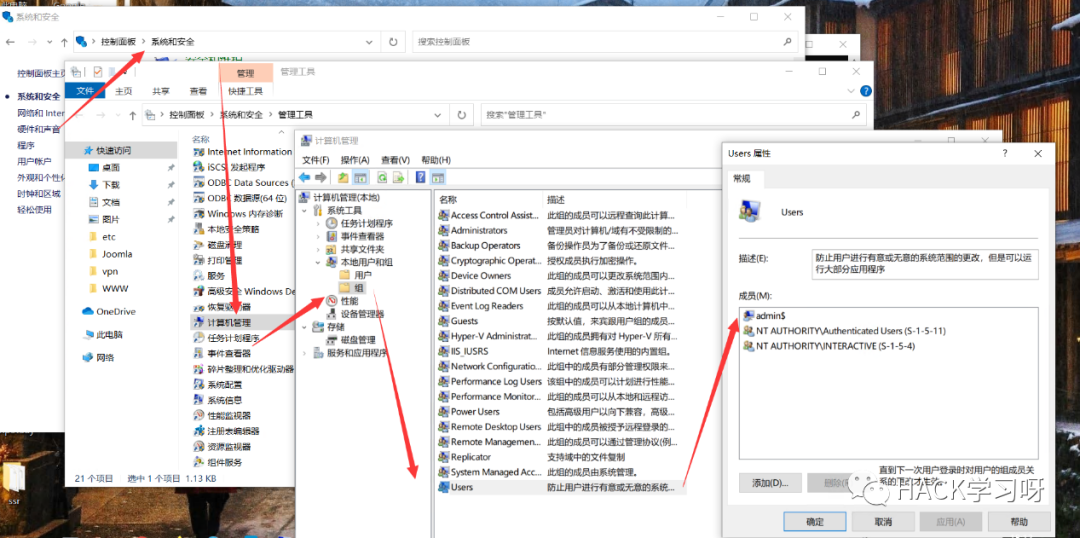 系统和安全
控制面板 系统和安全
搜索控制面板
控制面板主页
系统和安全
网络和 Inter
硬件和声音
程序
用户帐户
外观和个性化
时钟和区域
轻松使用
管理 管理工具
文件 主页 共享 查看 快捷工具
控制面板 系统和安全 管理工具
搜索"管理工具"
快速访问
桌面
下载
文档
图片
etc
Joomla
vpn
WWW
OneDrive
此电脑
网络
名称
Internet Information
iSCSI 发起程序
ODBC Data Sources (
ODBC 数据源(64 位)
Windows 内存诊断
本地安全策略
磁盘清理
打印管理
服务
高级安全 Windows De
恢复驱动器
计算机管理
任务计划程序
事件查看器
碎片整理和优化驱动器
系统配置
系统信息
性能监视器
注册表编辑器
资源监视器
组件服务
21 个项目 选中 1 个项目 1.13 KB
计算机管理
文件(F) 操作(A) 查看(V) 帮助(H)
计算机管理(本地)
系统工具
任务计划程序
事件查看器
共享文件夹
本地用户和组
用户
组
性能
设备管理器
存储
磁盘管理
服务和应用程序
名称 描述
Access Control Assist... 此组的成员可以远程查询此计算...
Administrators 管理员对计算机/域有不受限制的...
Backup Operators 备份操作员为了备份或还原文件...
Cryptographic Operat... 授权成员执行加密操作。
Device Owners 此组的成员可以更改系统范围内...
Distributed COM Users 成员允许启动、激活和使用此计...
Event Log Readers 此组的成员可以从本地计算机中...
Guests 按默认值，来宾跟用户组的成员...
Hyper-V Administrat... 此组的成员拥有对 Hyper-V 所有...
IIS_IUSRS Internet 信息服务使用的内置组。
Network Configuratio... 此组中的成员有部分管理权限来...
Performance Log Users 该组中的成员可以计划进行性能...
Performance Monitor... 此组的成员可以从本地和远程访...
Power Users 包括高级用户以向下兼容，高级...
Remote Desktop Users 此组中的成员被授予远程登录的...
Remote Managemen... 此组的成员可以通过管理协议(例...
Replicator 支持域中的文件复制
System Managed Acc... 此组的成员由系统管理。
Users 防止用户进行有意或无意的系统...
Users 属性
常规
Users
描述(E): 防止用户进行有意或无意的系统范围的更改，但是可以运
行大部分应用程序
成员(M):
admin$
NT AUTHORITY\Authenticated Users (S-1-5-11)
NT AUTHORITY\INTERACTIVE (S-1-5-4)
直到下一次用户登录时对用户的组成员关
添加(D)...
确定 取消 应用(A) 帮助
HACK学习呀